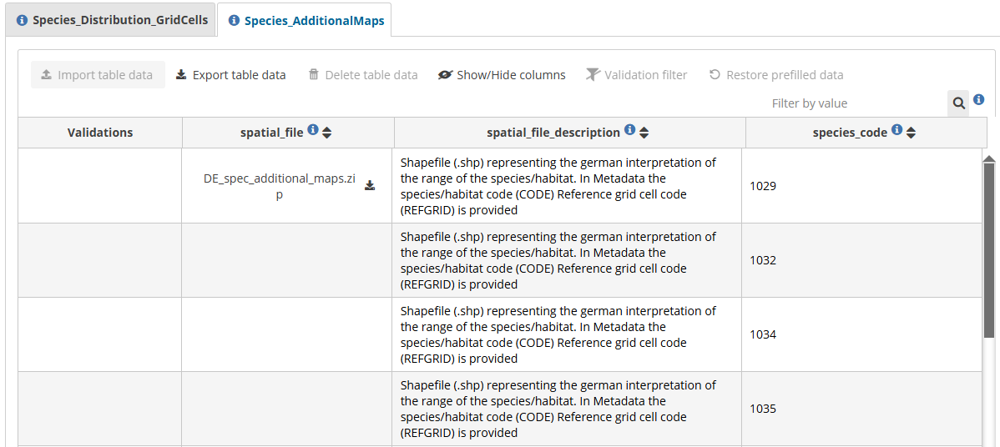 Species_Distribution_GridCells
Species_AdditionalMaps
Import table data
Export table data
Delete table data
Show/Hide columns
Validation filter
Restore prefilled data
Filter by value
Validations
spatial_file
spatial_file_description
species_code
DE_spec_additional_maps.zi
p
Shapefile (.shp) representing the german interpretation of
the range of the species/habitat. In Metadata the
species/habitat code (CODE) Reference grid cell code
(REFGRID) is provided
1029
Shapefile (.shp) representing the german interpretation of
the range of the species/habitat. In Metadata the
species/habitat code (CODE) Reference grid cell code
(REFGRID) is provided
1032
Shapefile (.shp) representing the german interpretation of
the range of the species/habitat. In Metadata the
species/habitat code (CODE) Reference grid cell code
(REFGRID) is provided
1034
Shapefile (.shp) representing the german interpretation of
the range of the species/habitat. In Metadata the
species/habitat code (CODE) Reference grid cell code
(REFGRID) is provided
1035